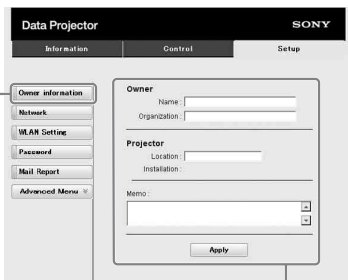 Data Projector
SONY
Information Control Setup
Owner information
Network
WLAN Setting
Password
Mail Report
Advanced Menu
Owner
Name :
Organization :
Projector
Location :
Installation :
Memo :
Apply